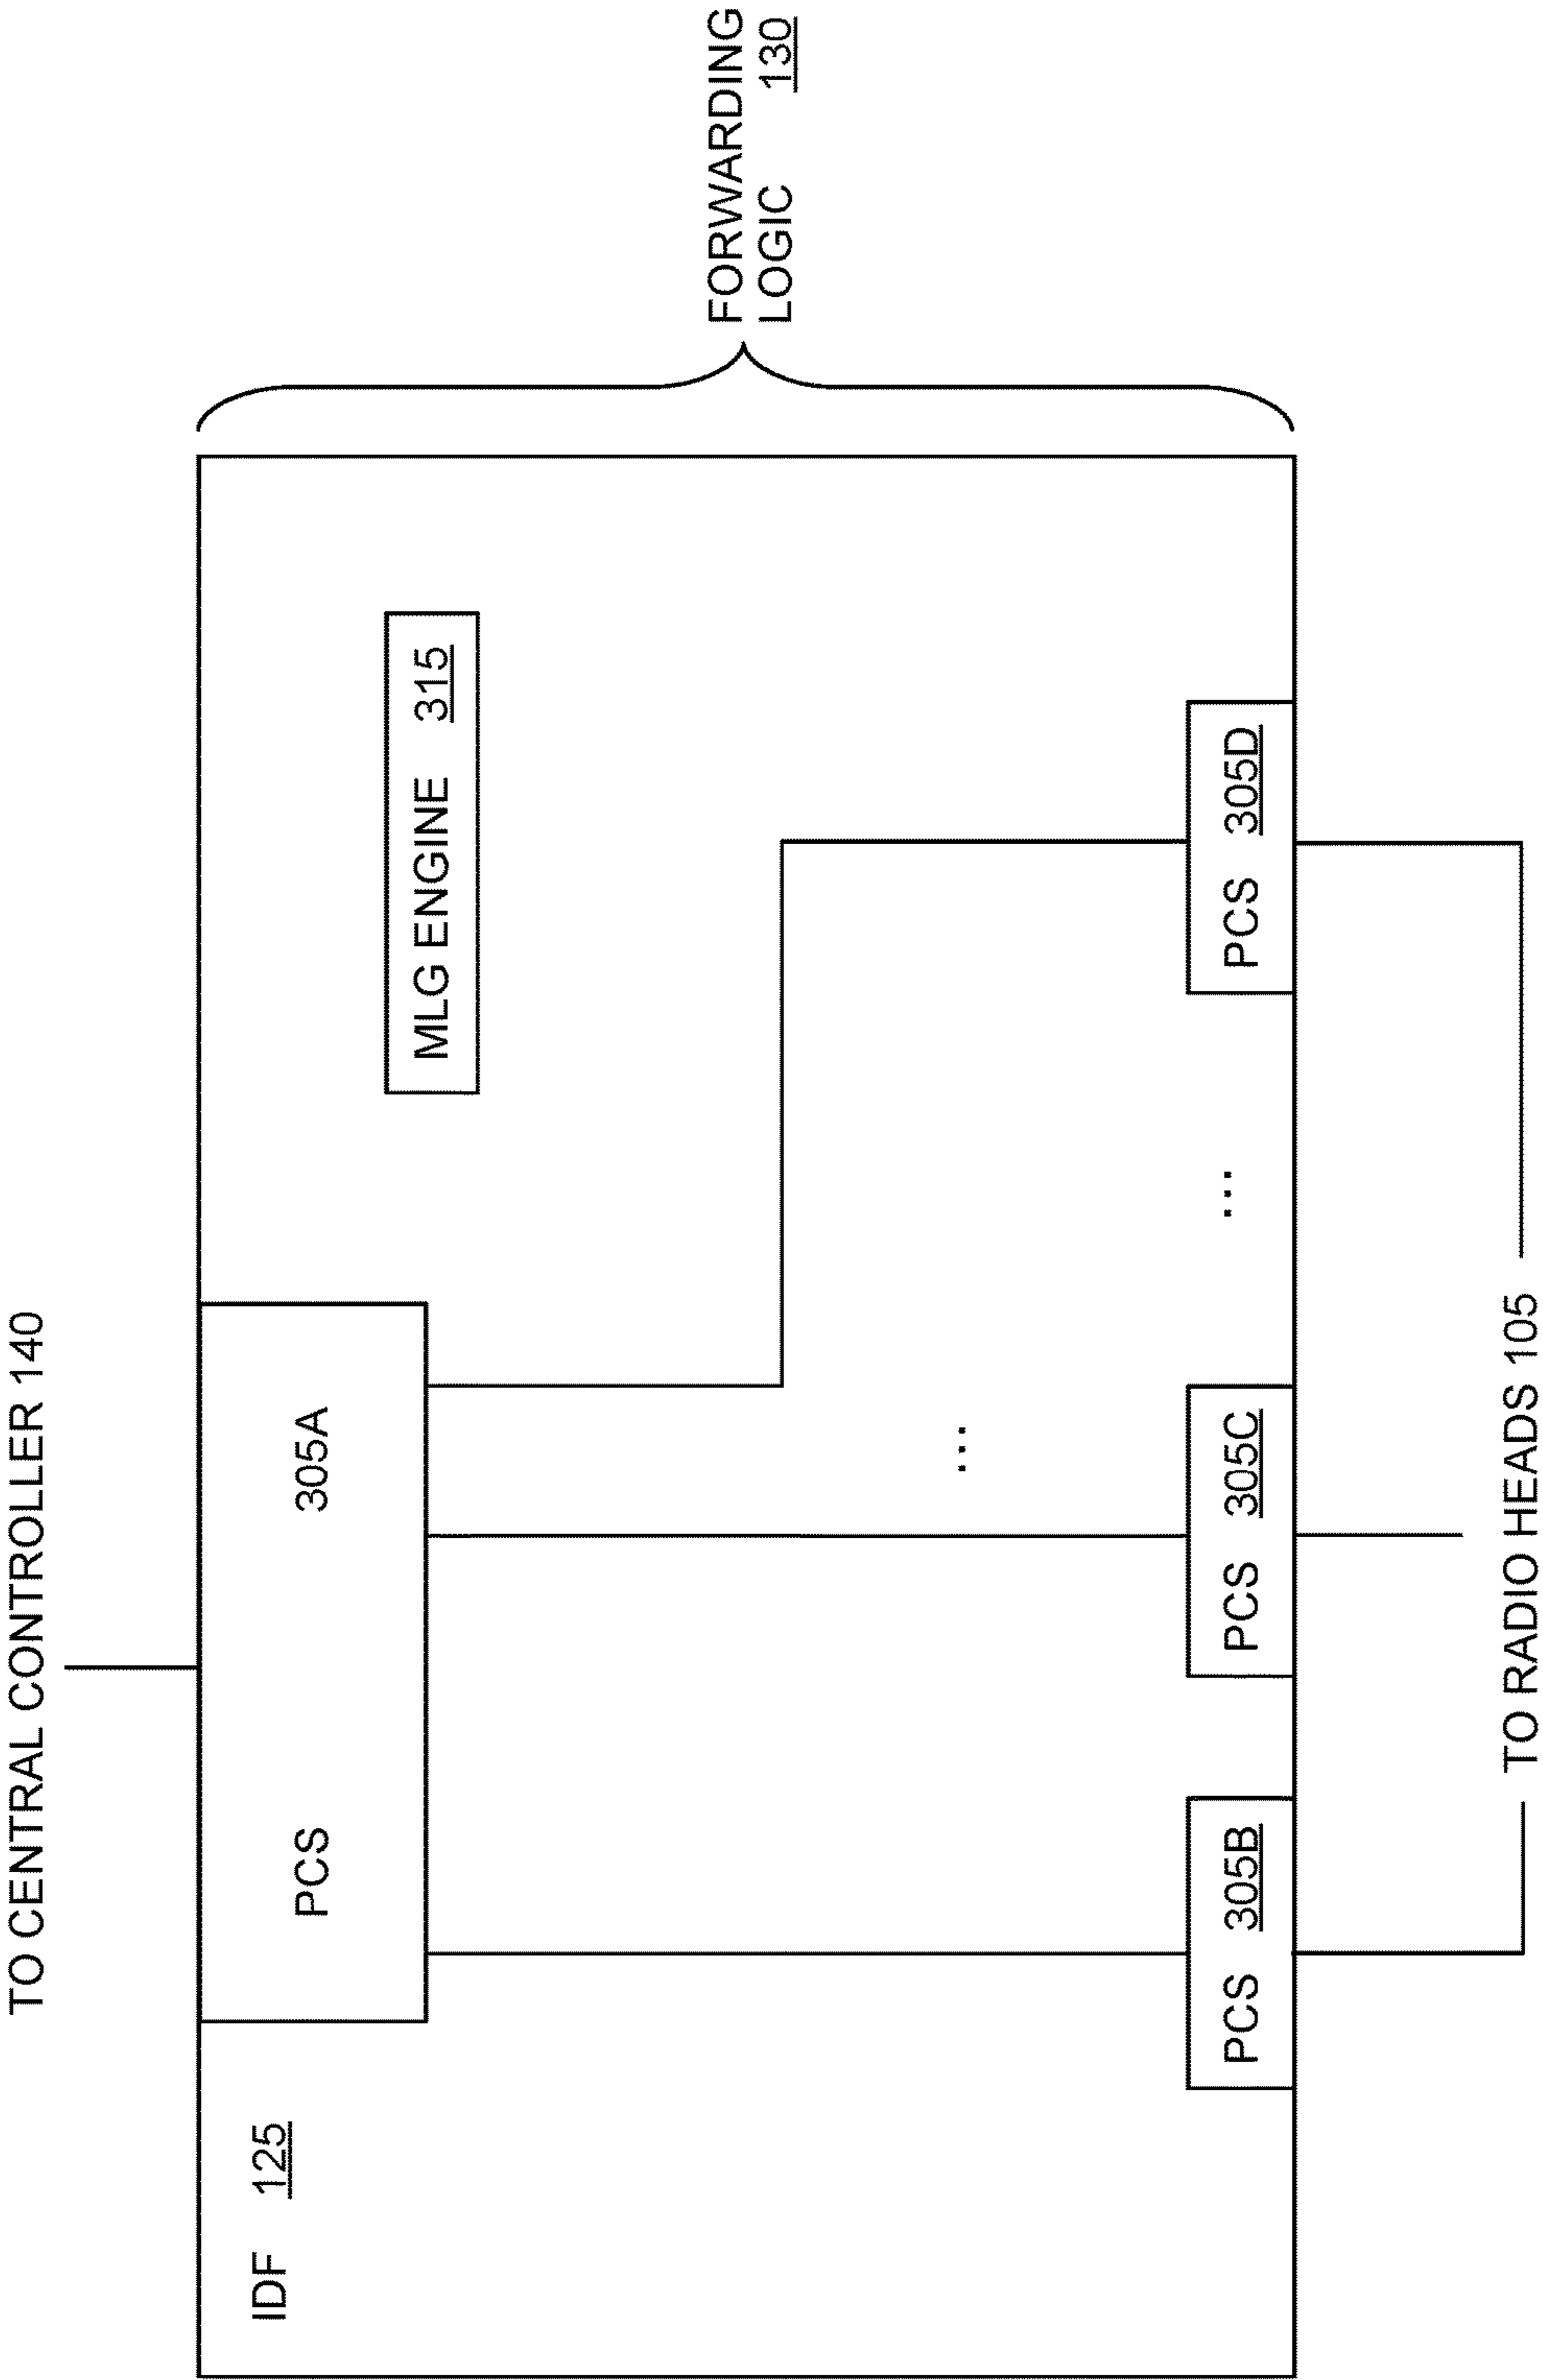 TO CENTRAL CONTROLLER 140
IDF 125
PCS 305A
MLG ENGINE 315
FORWARDING
LOGIC 130
...
PCS 305B
PCS 305C
...
PCS 305D
TO RADIO HEADS 105